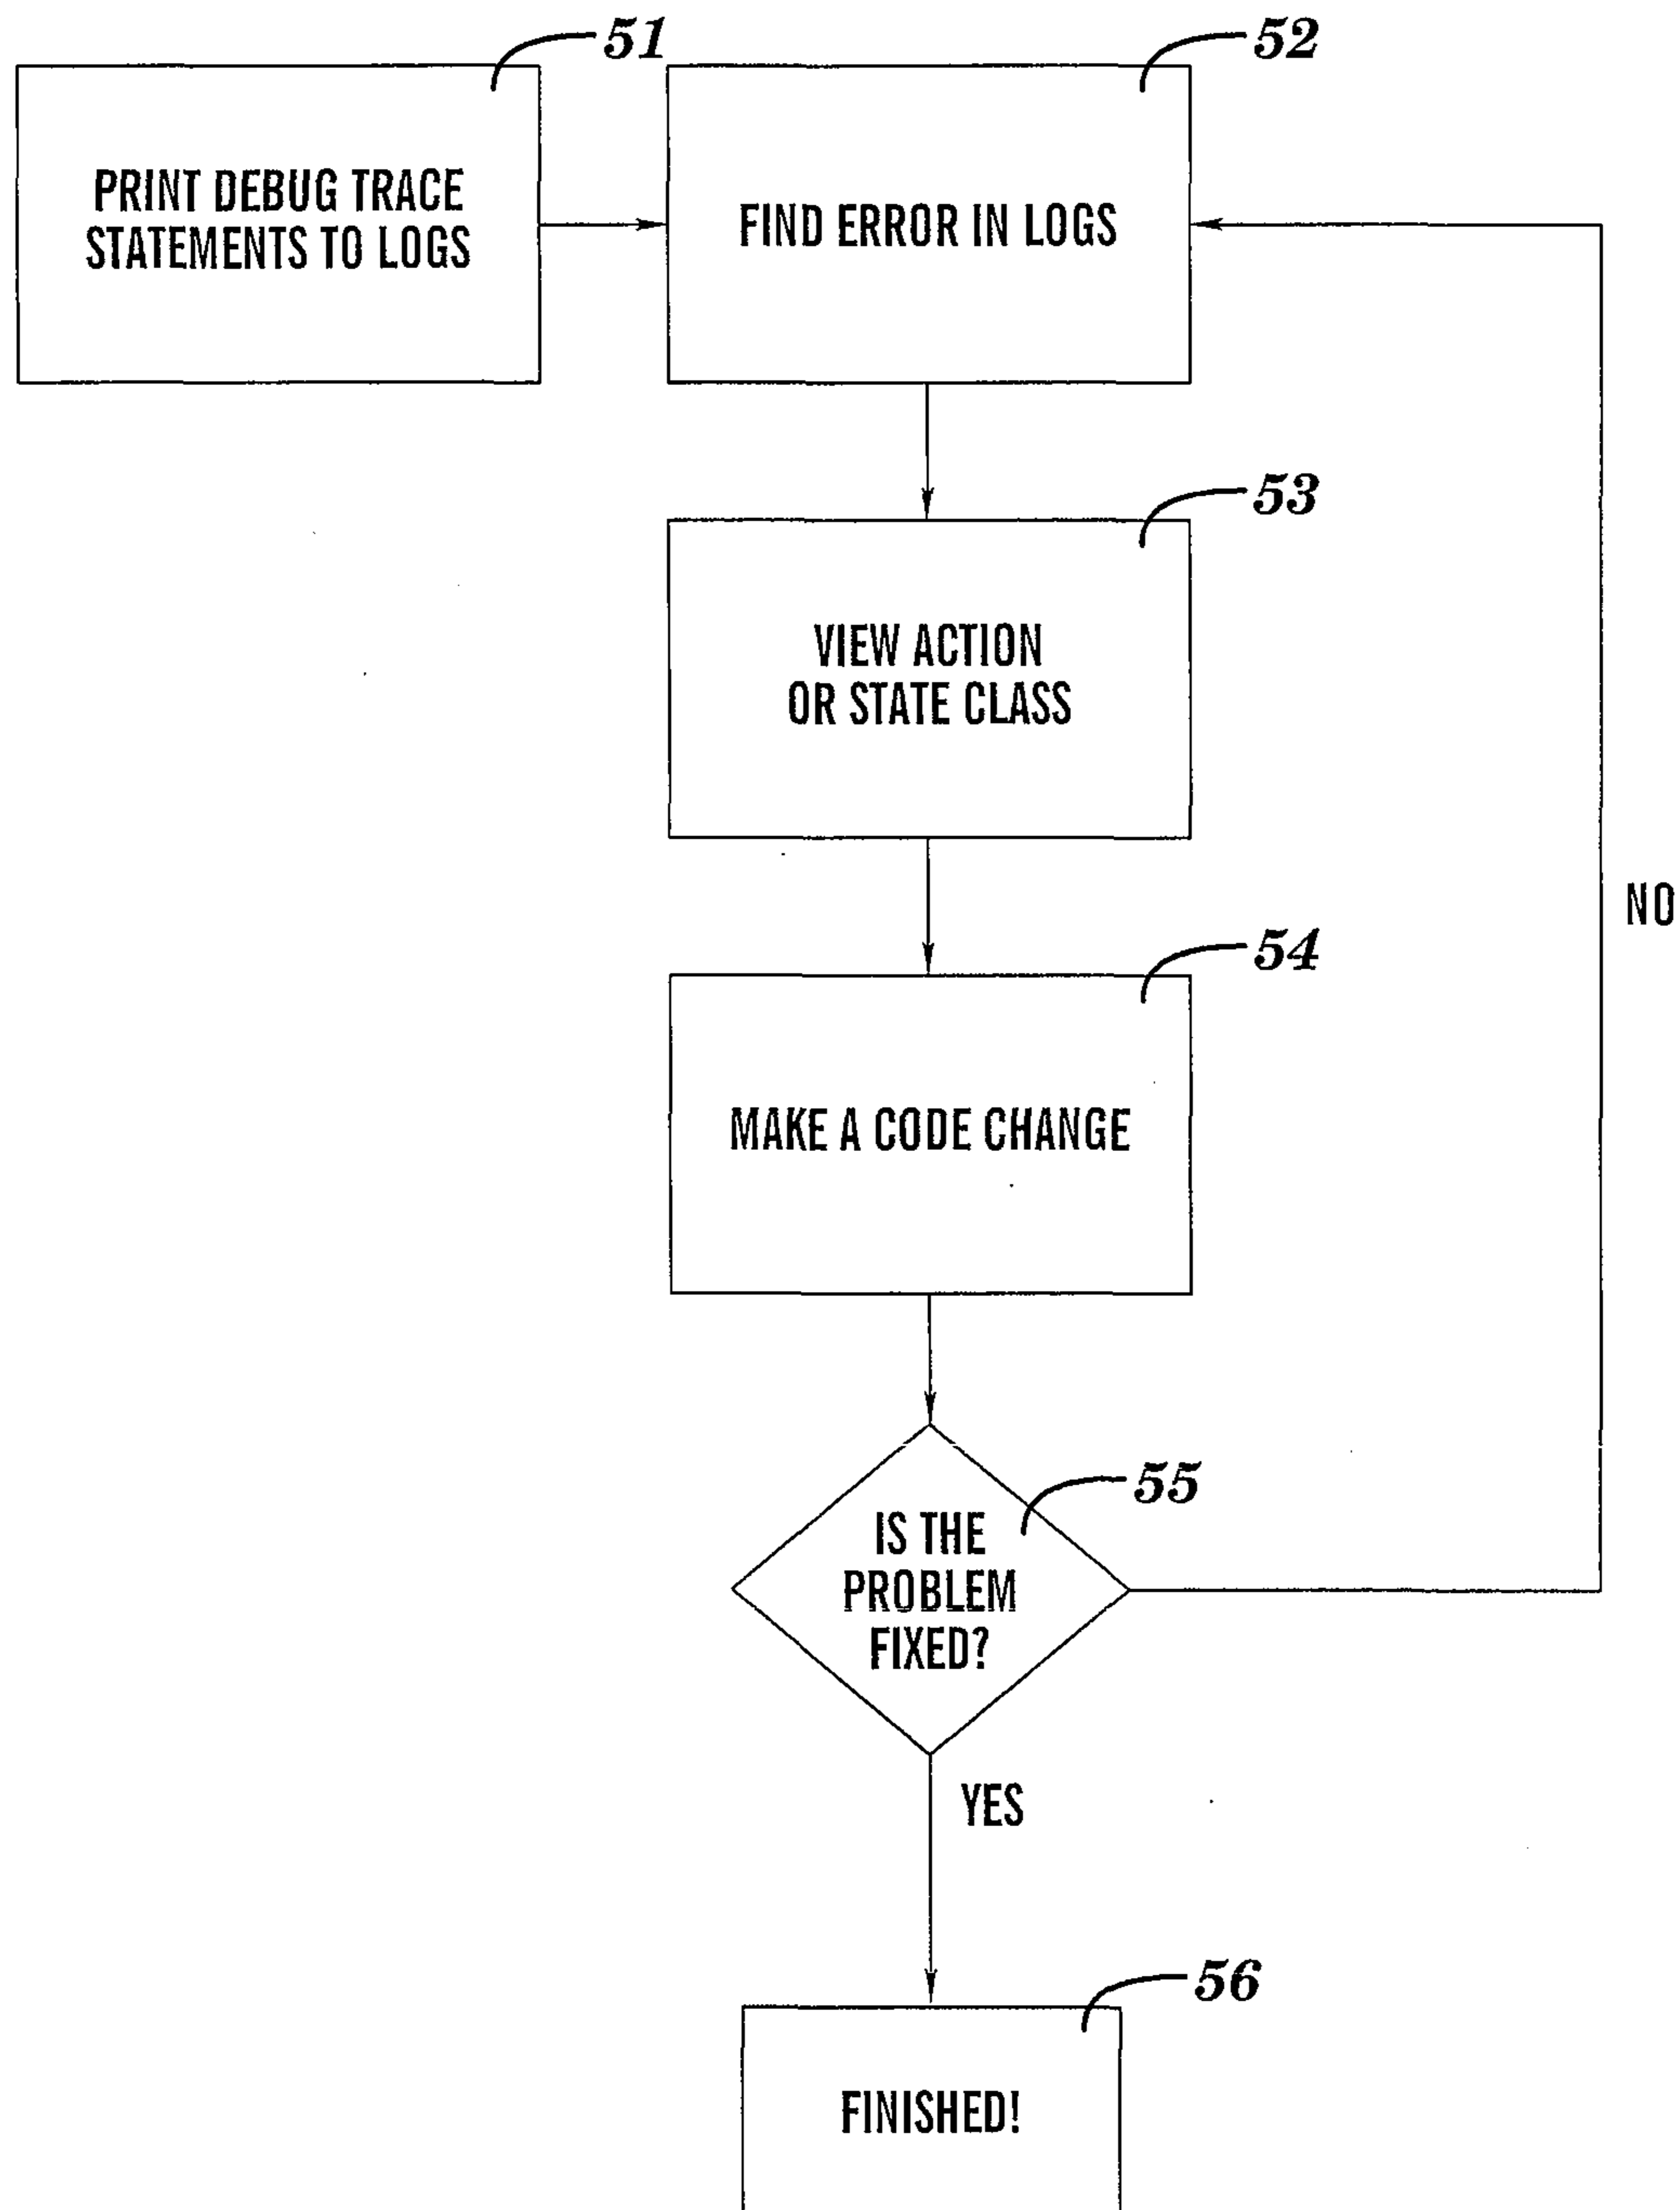 51
PRINT DEBUG TRACE
STATEMENTS TO LOGS
52
FIND ERROR IN LOGS
53
VIEW ACTION
OR STATE CLASS
NO
54
MAKE A CODE CHANGE
55
IS THE
PROBLEM
FIXED?
YES
56
FINISHED!